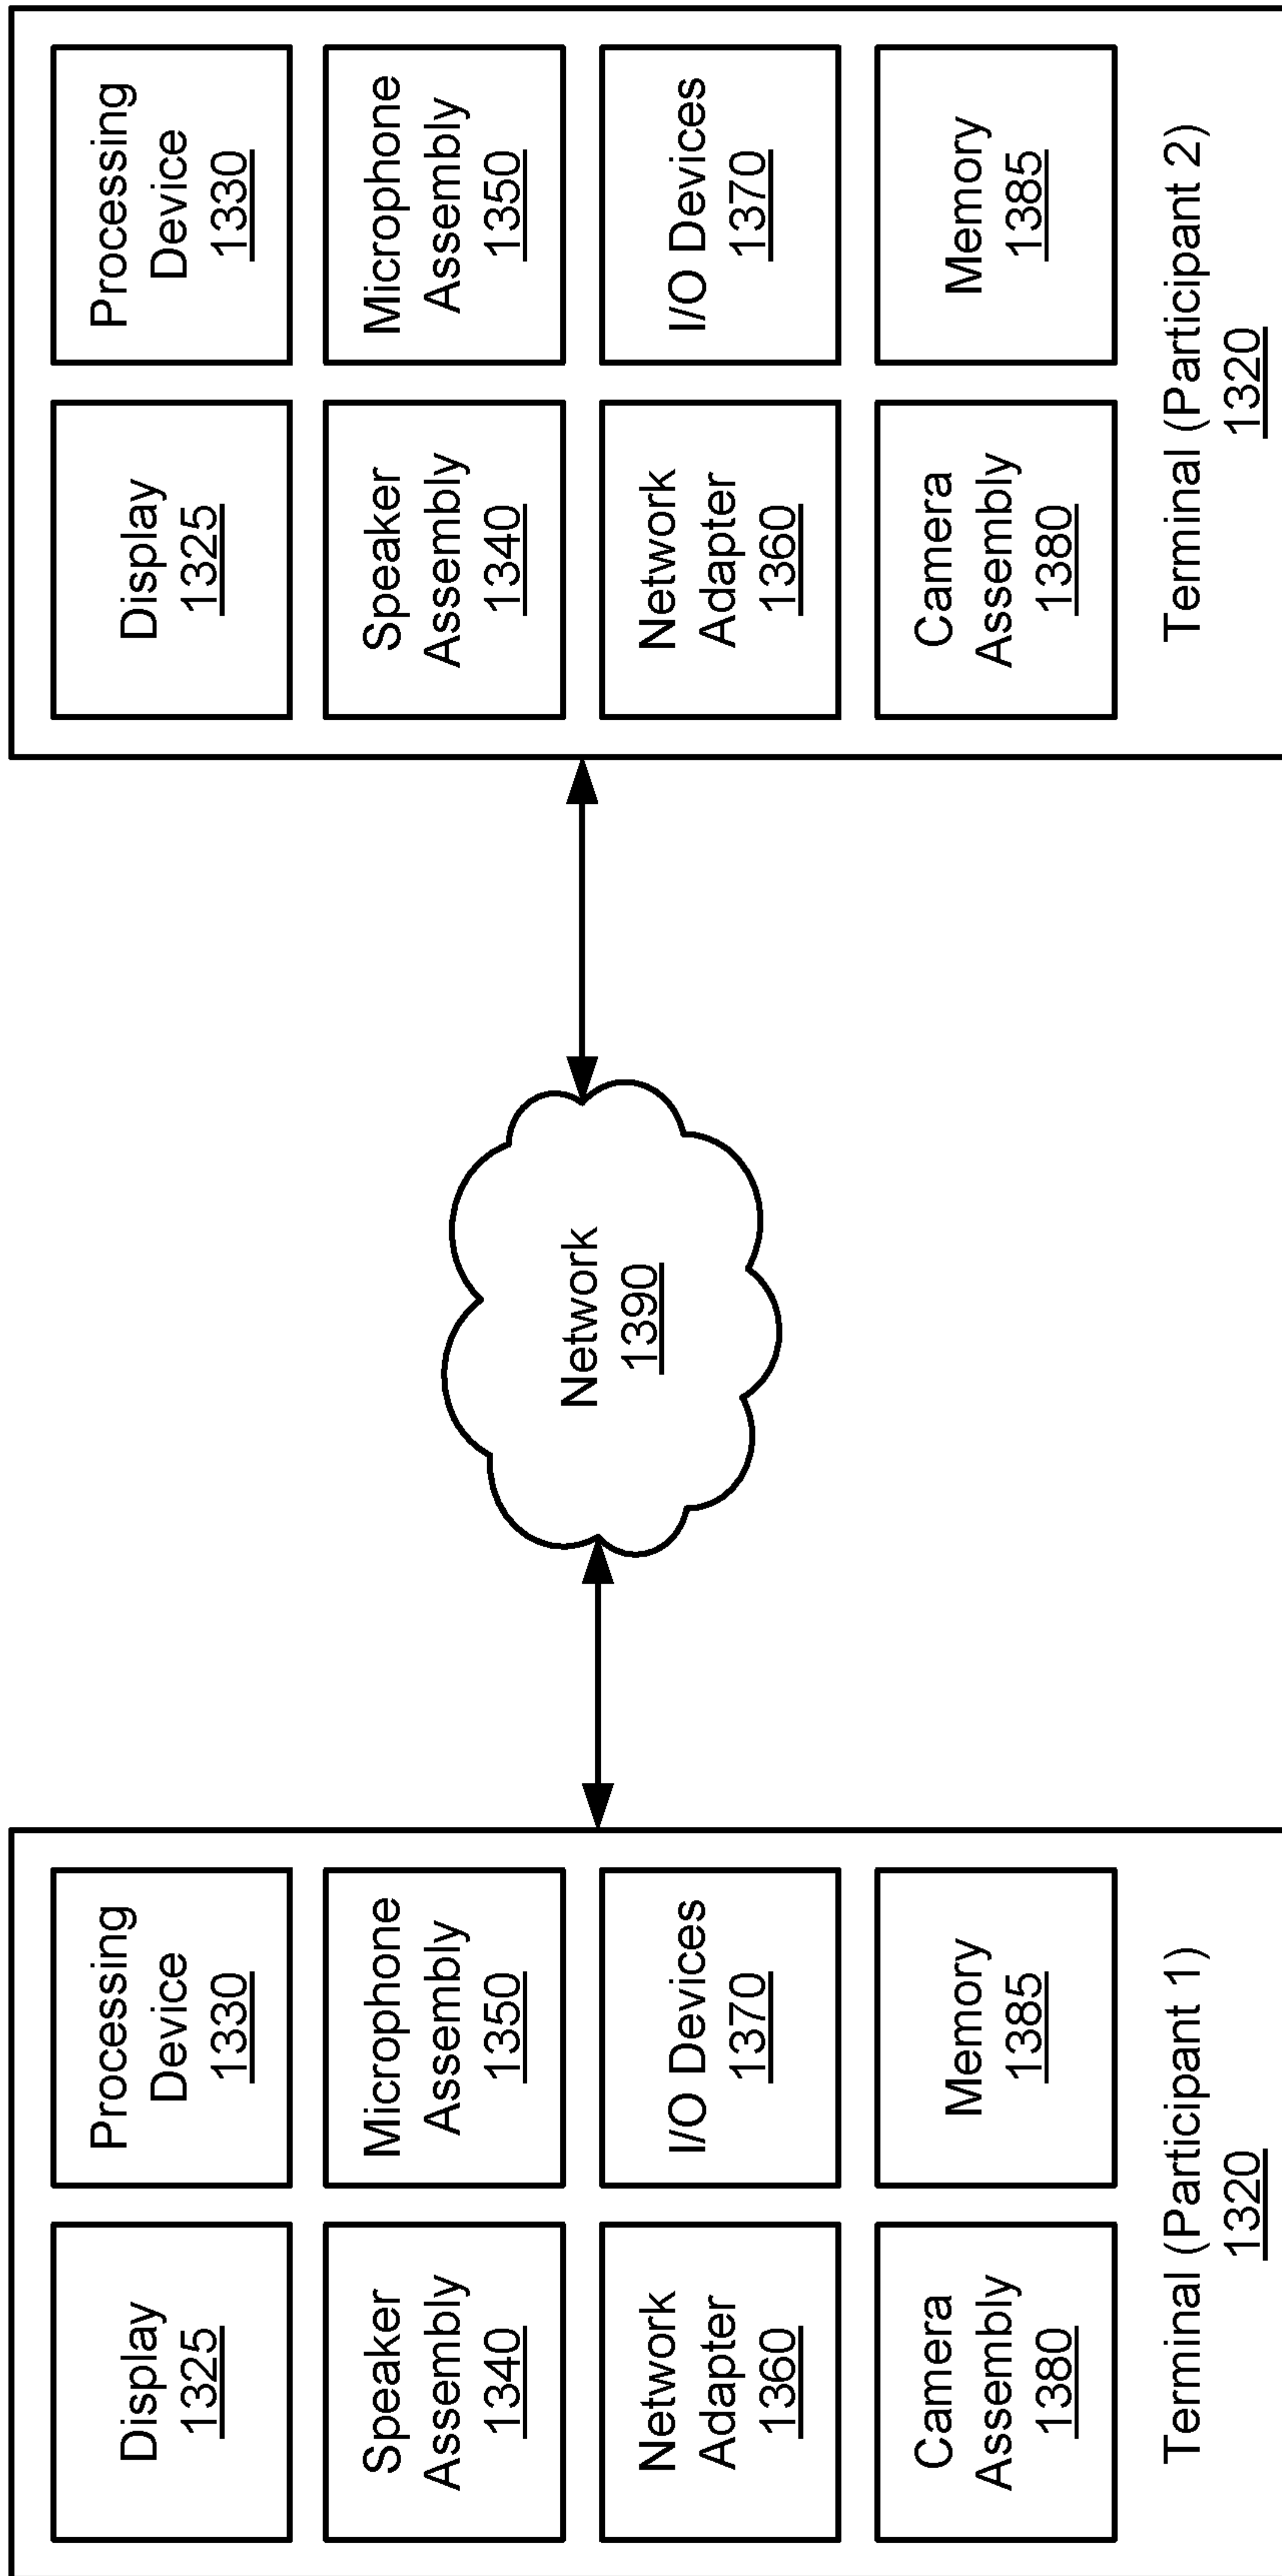 Display
1325
Processing
Device
1330
Speaker
Assembly
1340
Microphone
Assembly
1350
Network
Adapter
1360
I/O Devices
1370
Camera
Assembly
1380
Memory
1385
Terminal (Participant 1)
1320
Network
1390
Display
1325
Processing
Device
1330
Speaker
Assembly
1340
Microphone
Assembly
1350
Network
Adapter
1360
I/O Devices
1370
Camera
Assembly
1380
Memory
1385
Terminal (Participant 2)
1320